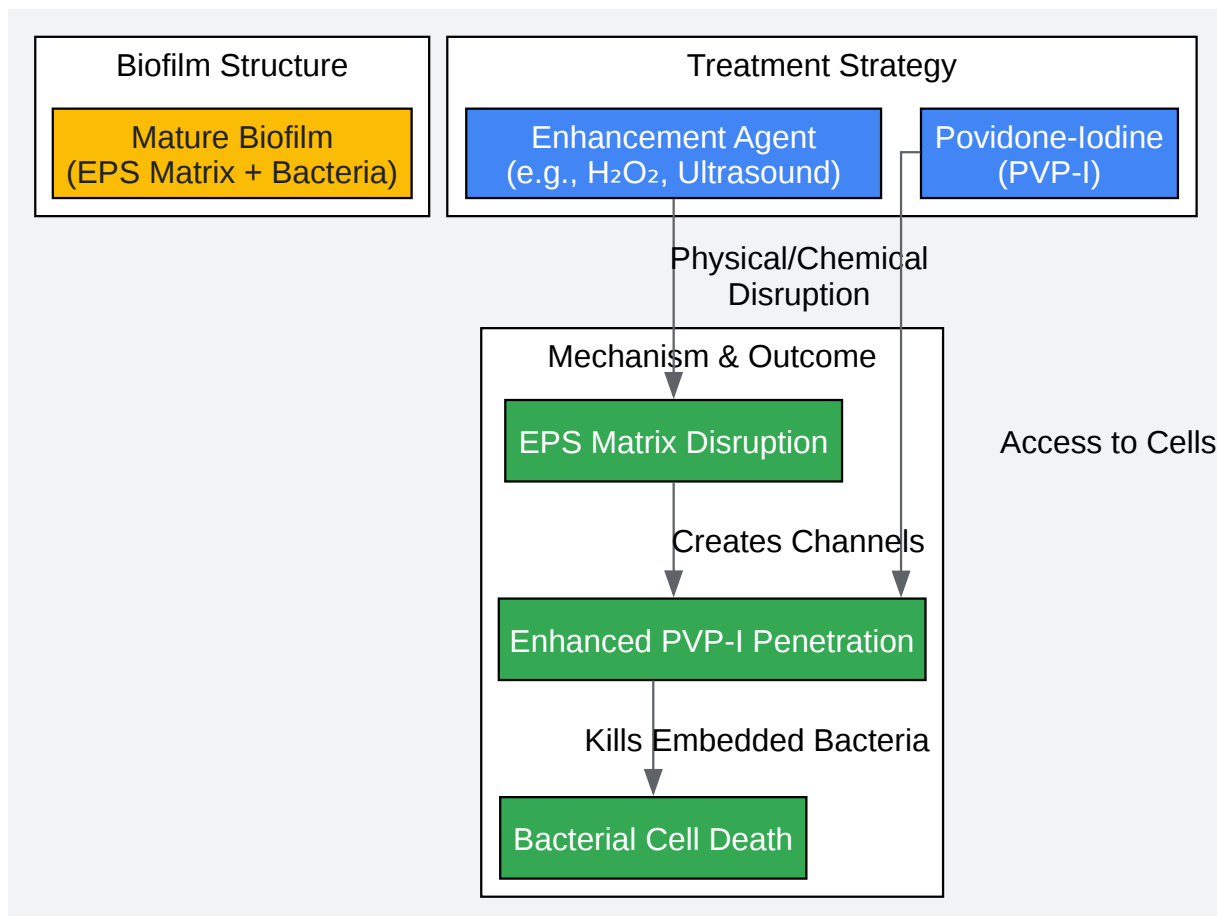 Biofilm Structure
Mature Biofilm
(EPS Matrix + Bacteria)
Treatment Strategy
Enhancement Agent
(e.g., H₂O₂, Ultrasound)
Povidone-Iodine
(PVP-I)
Physical/Chemical
Disruption
Mechanism & Outcome
EPS Matrix Disruption
Access to Cells
Creates Channels
Enhanced PVP-I Penetration
Kills Embedded Bacteria
Bacterial Cell Death